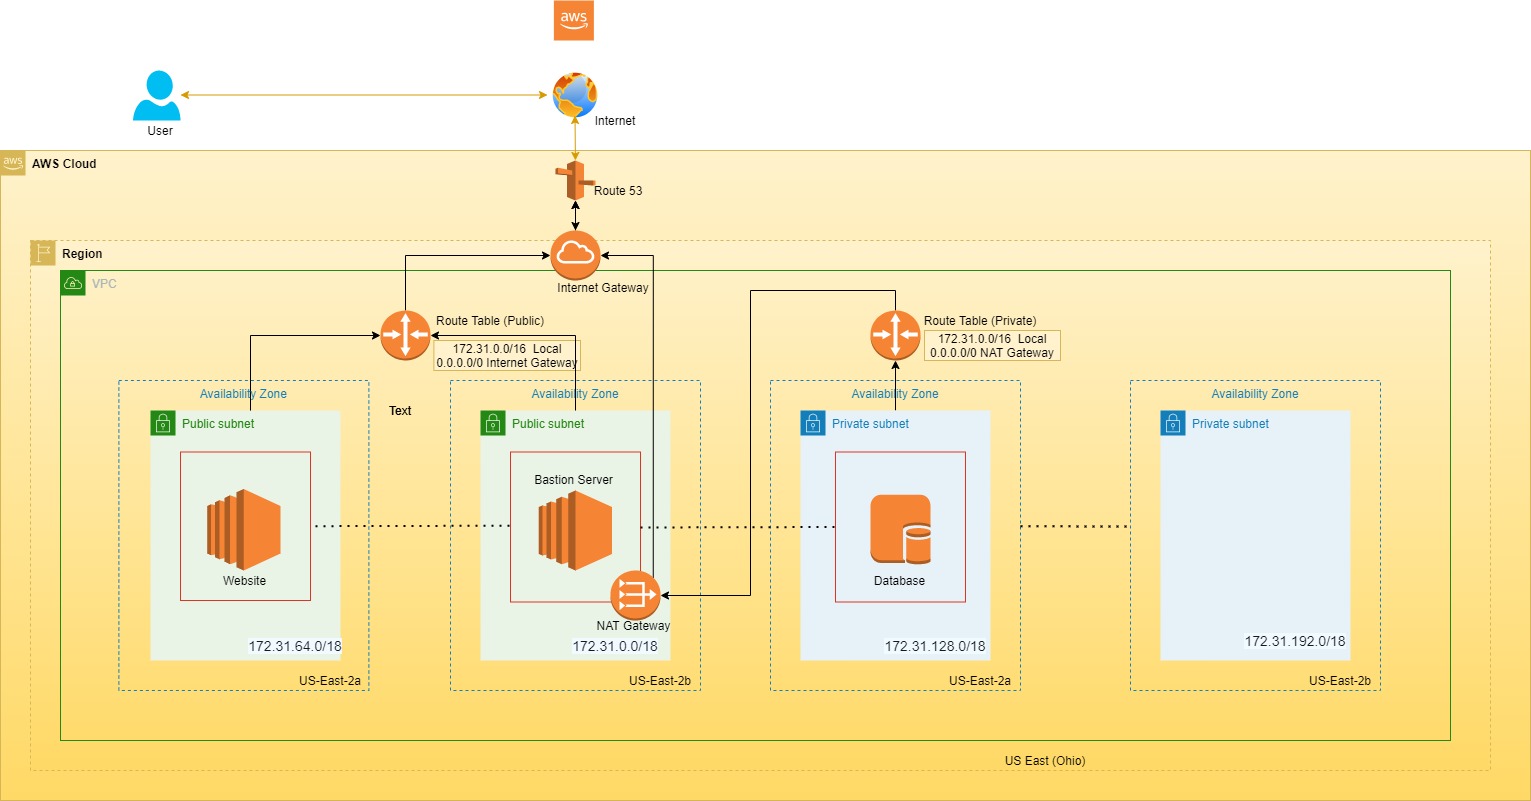 aws
User
Internet
aws
AWS Cloud
Route 53
Region
VPC
Internet Gateway
Route Table (Public)
172.31.0.0/16 Local
0.0.0.0/0 Internet Gateway
Route Table (Private)
172.31.0.0/16 Local
0.0.0.0/0 NAT Gateway
Availability Zone
Text
Availability Zone
Availability Zone
Availability Zone
Public subnet
Public subnet
Private subnet
Private subnet
Bastion Server
Website
Database
NAT Gateway
172.31.64.0/18
172.31.0.0/18
172.31.128.0/18
172.31.192.0/18
US-East-2a
US-East-2b
US-East-2a
US-East-2b
US East (Ohio)